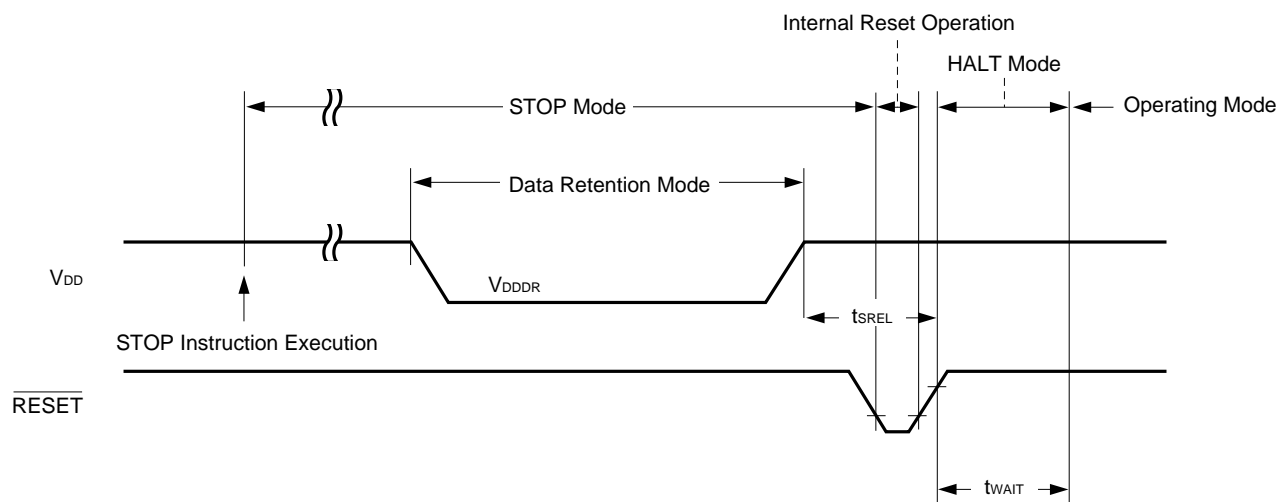 Internal Reset Operation
HALT Mode
STOP Mode
Operating Mode
Data Retention Mode
VDD
VDDDR
tSREL
STOP Instruction Execution
RESET
tWAIT